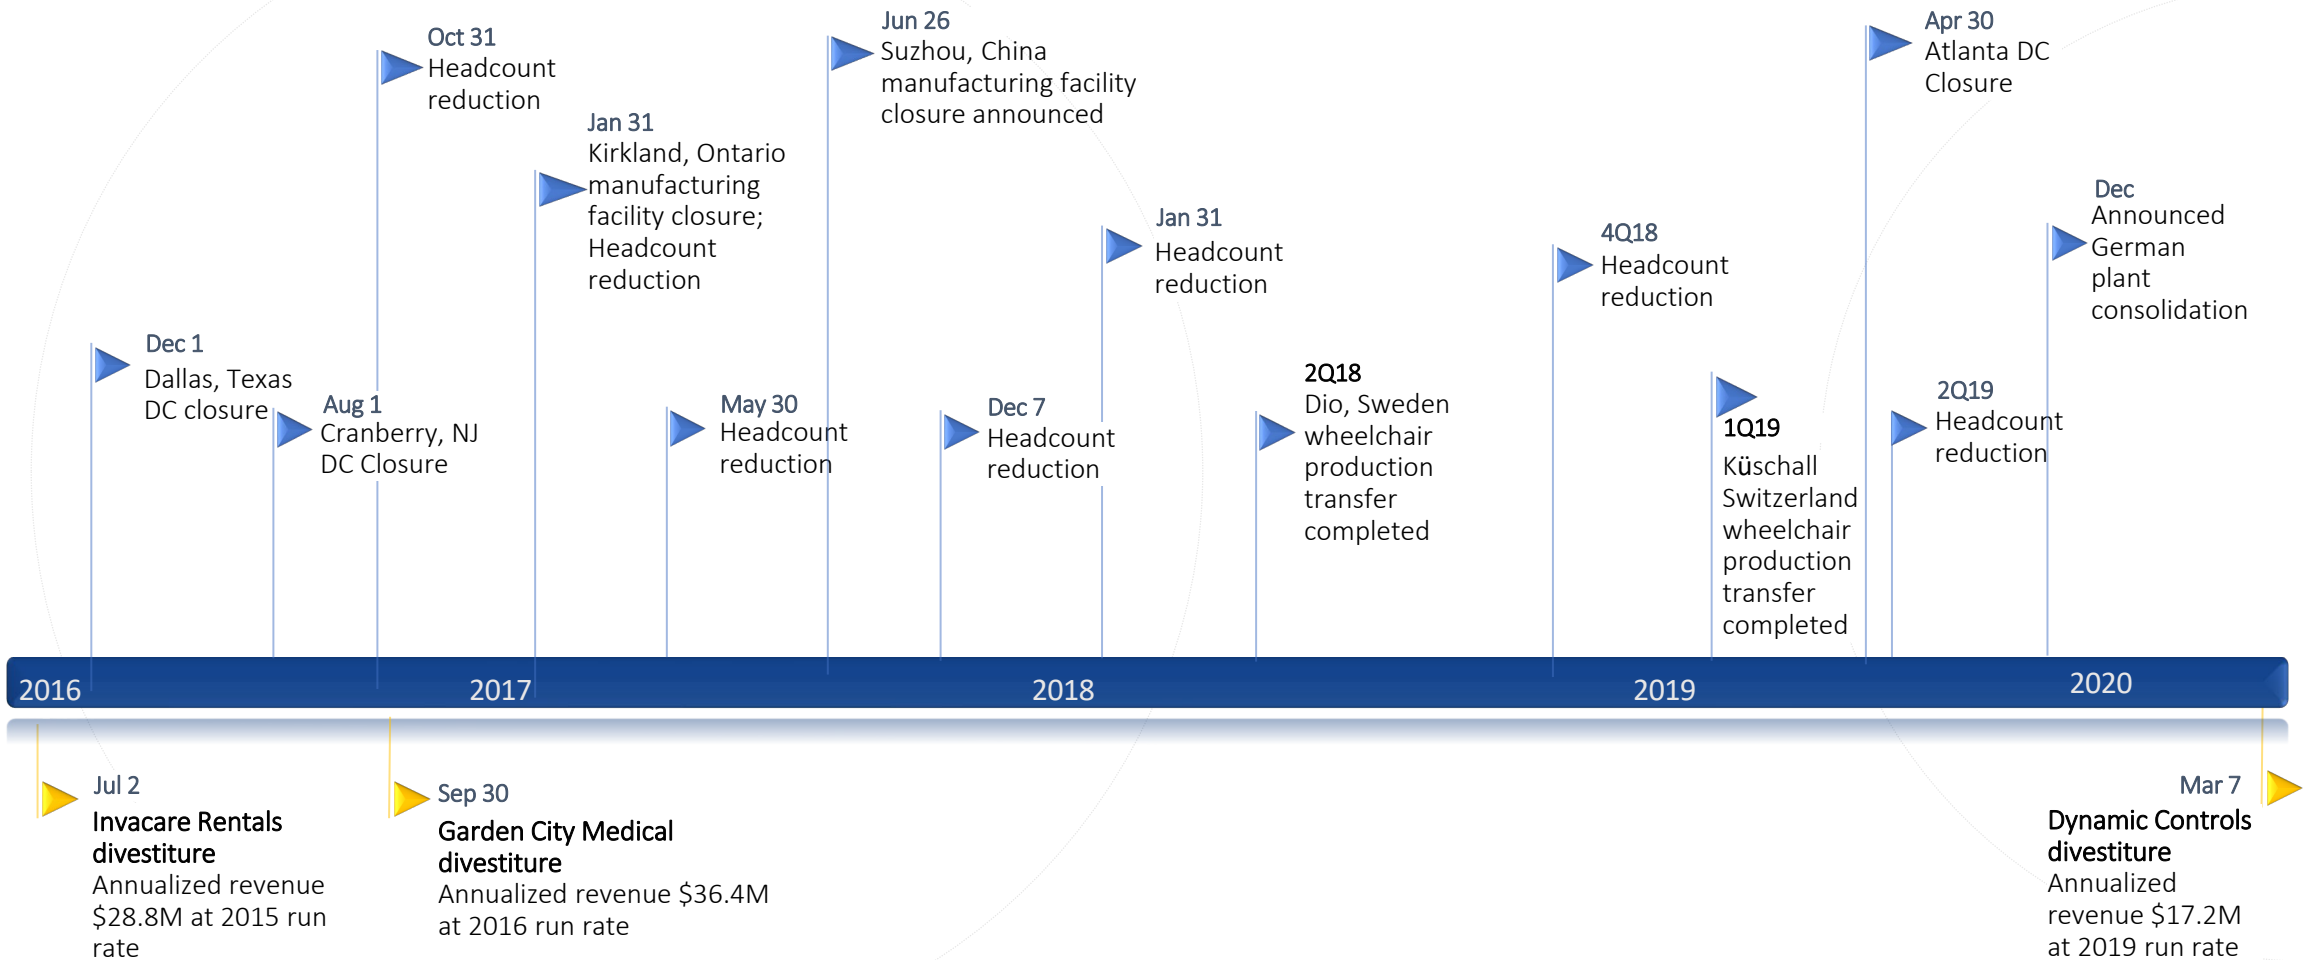 Oct 31
Headcount
reduction
Jun 26
Suzhou, China
manufacturing facility
closure announced
Apr 30
Atlanta DC
Closure
Jan 31
Kirkland, Ontario
manufacturing
facility closure;
Headcount
reduction
Jan 31
Headcount
reduction
4Q18
Headcount
reduction
Dec
Announced
German
plant
consolidation
Dec 1
Dallas, Texas
DC closure
Aug 1
Cranberry, NJ
DC Closure
May 30
Headcount
reduction
Dec 7
Headcount
reduction
2Q18
Dio, Sweden
wheelchair
production
transfer
completed
1Q19
Küschall
Switzerland
wheelchair
production
transfer
completed
2Q19
Headcount
reduction
2016
2017
2018
2019
2020
Jul 2
Invacare Rentals
divestiture
Annualized revenue
$28.8M at 2015 run
rate
Sep 30
Garden City Medical
divestiture
Annualized revenue $36.4M
at 2016 run rate
Mar 7
Dynamic Controls
divestiture
Annualized
revenue $17.2M
at 2019 run rate